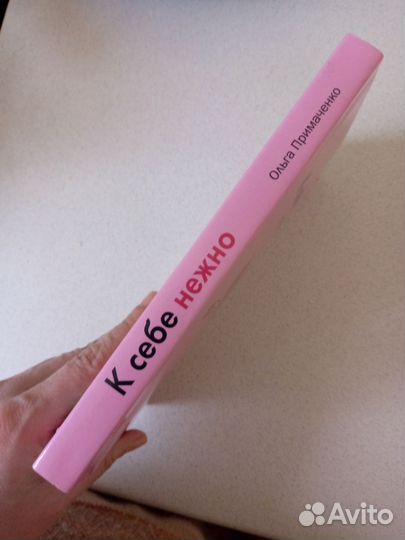 К себе нежно
Ольга Примаченко
Avito